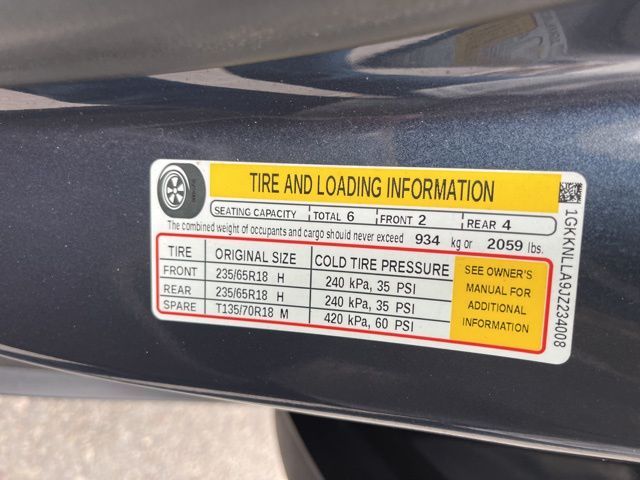 TIRE AND LOADING INFORMATION
SEATING CAPACITY TOTAL 6 FRONT 2 REAR 4
The combined weight of occupants and cargo should never exceed 934 kg or 2059 lbs.
TIRE ORIGINAL SIZE COLD TIRE PRESSURE
FRONT 235/65R18 H 240 kPa, 35 PSI
REAR 235/65R18 H 240 kPa, 35 PSI
SPARE T135/70R18 M 420 kPa, 60 PSI
SEE OWNER'S
MANUAL FOR
ADDITIONAL
INFORMATION
1GKKNLLA9JZ234008